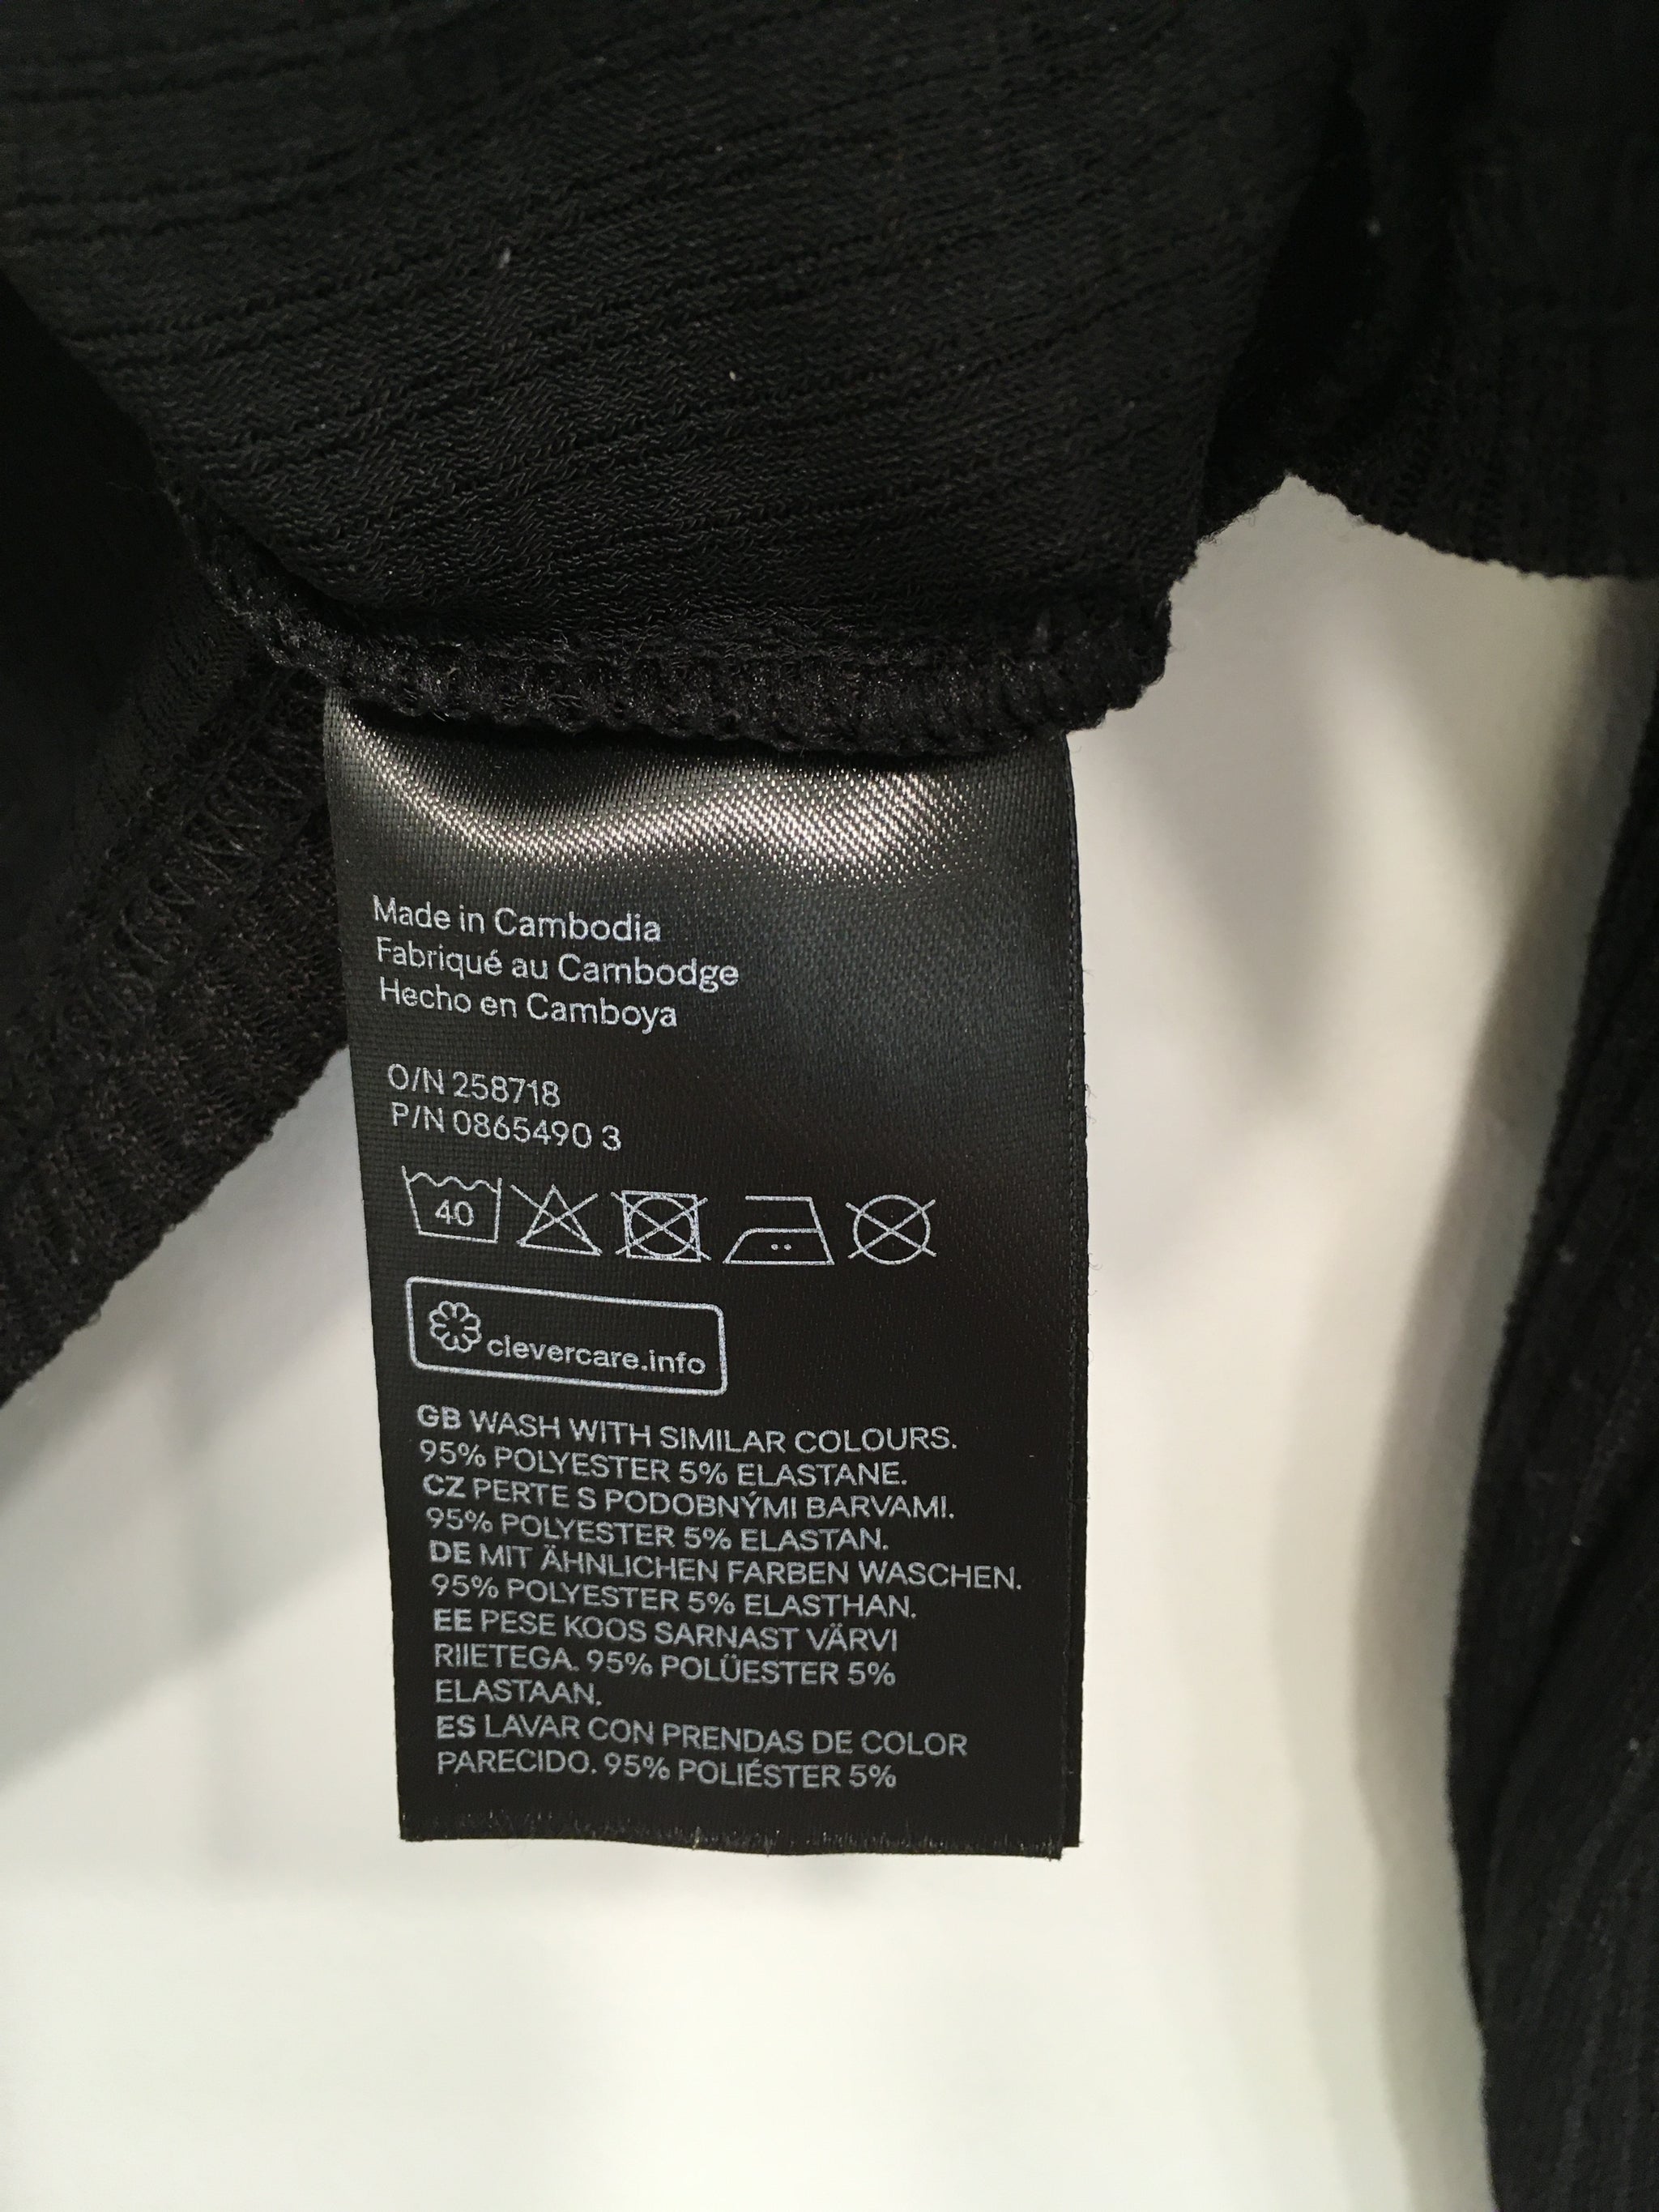 Made in Cambodia
Fabriqué au Cambodge
Hecho en Camboya
O/N 258718
P/N 0865490 3
40
clevercare.info
GB WASH WITH SIMILAR COLOURS.
95% POLYESTER 5% ELASTANE.
CZ PERTE S PODOBNÝMI BARVAMI.
95% POLYESTER 5% ELASTAN.
DE MIT ÄHNLICHEN FARBEN WASCHEN.
95% POLYESTER 5% ELASTHAN.
EE PESE KOOS SARNAST VÄRVI
RIIETEGA. 95% POLÜESTER 5%
ELASTAAN.
ES LAVAR CON PRENDAS DE COLOR
PARECIDO. 95% POLIÉSTER 5%